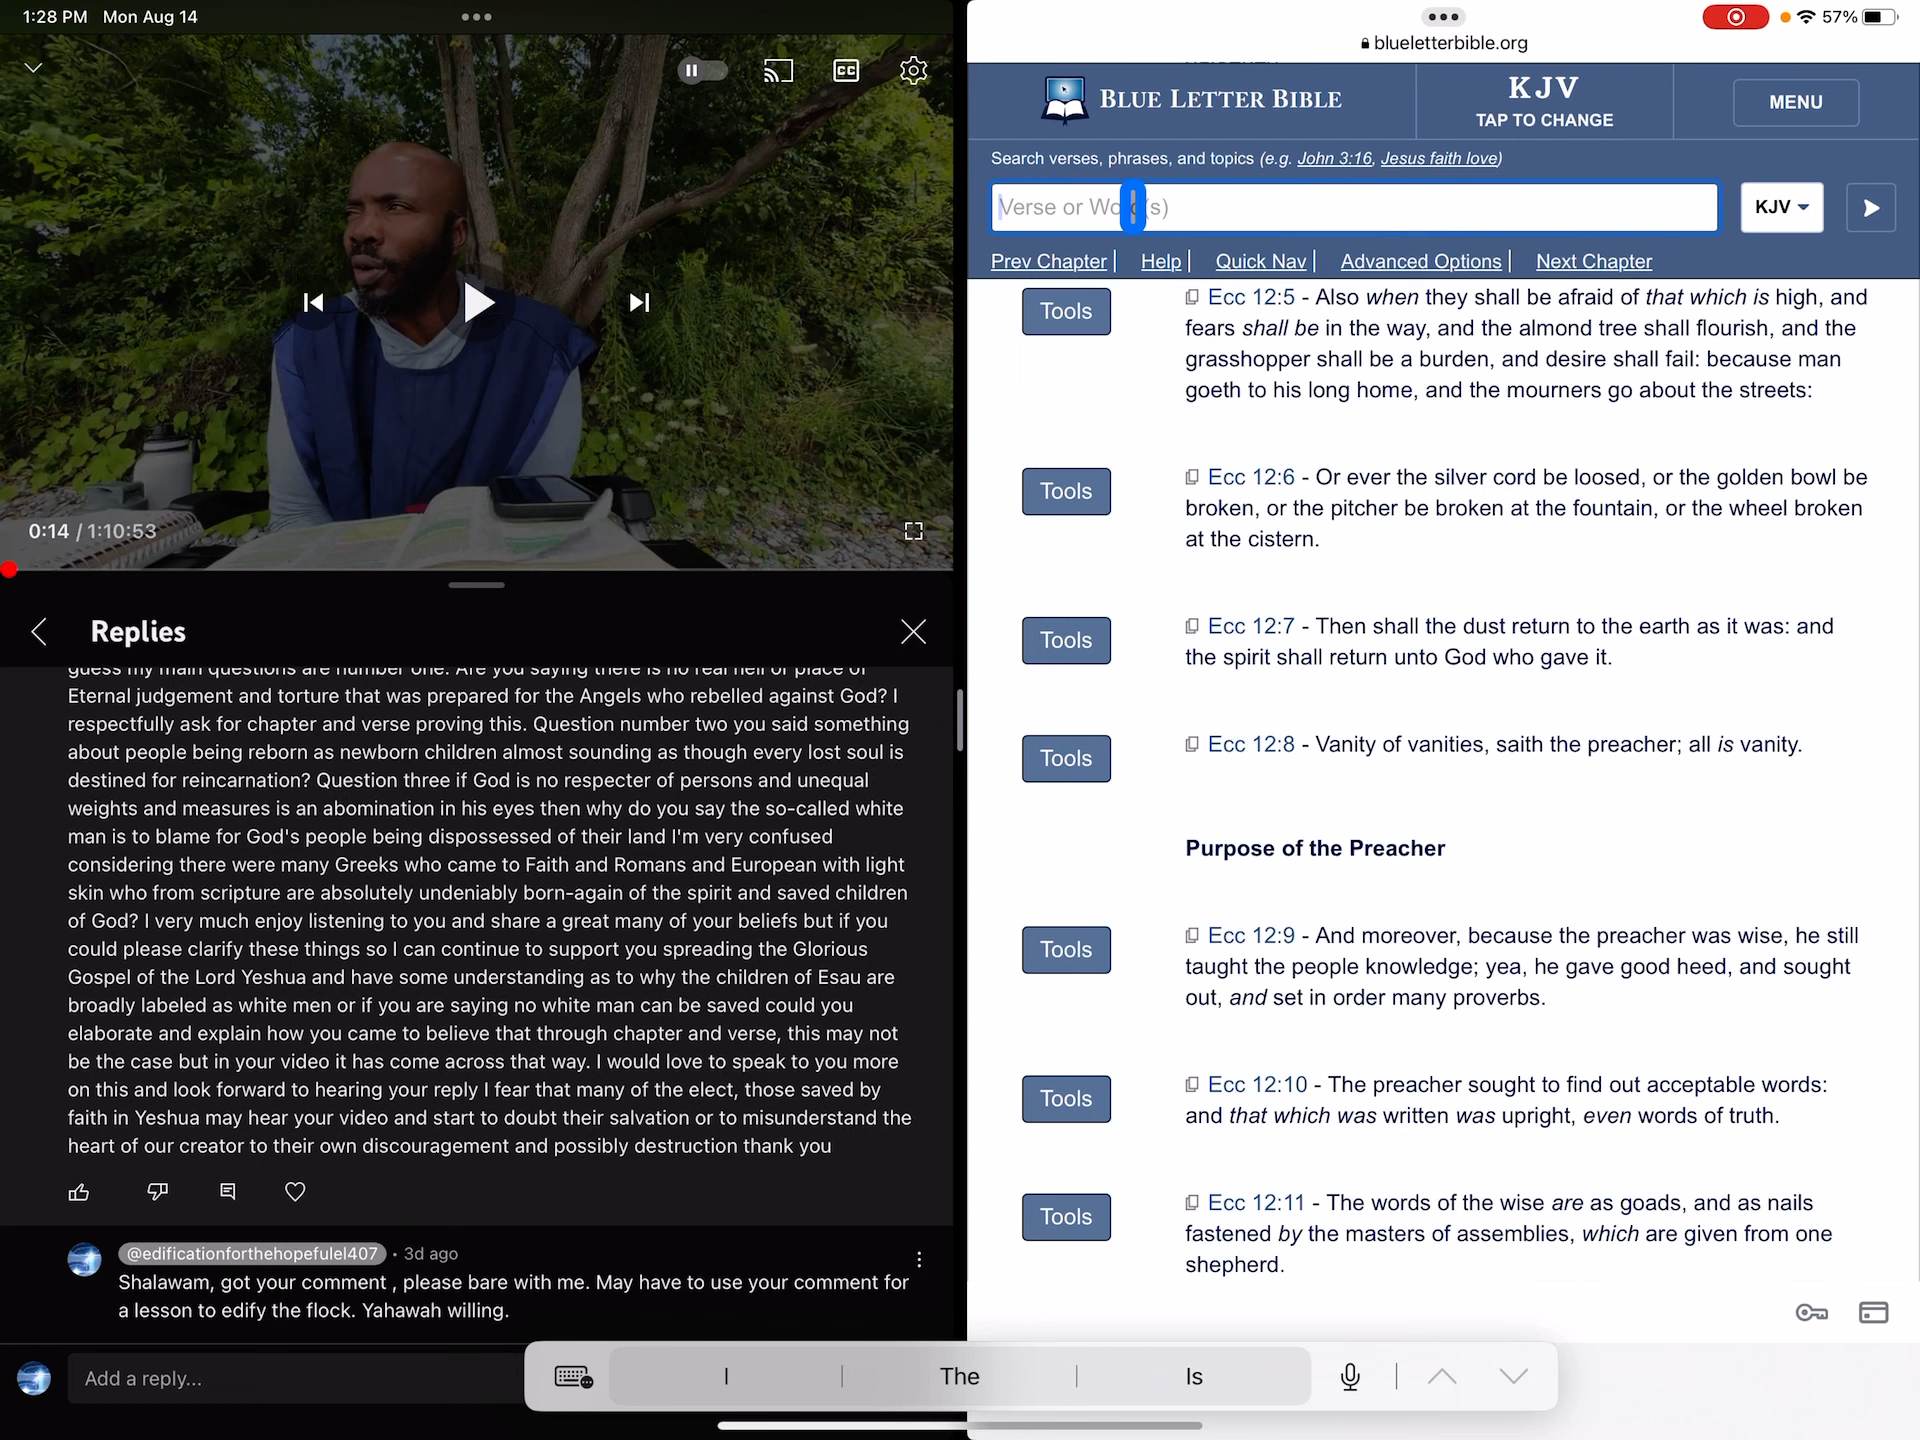 1:28 PM Mon Aug 14
CC
0:14 / 1:10:53
Replies
guess my main questions are number one. Are you saying there is no real hell or place of
Eternal judgement and torture that was prepared for the Angels who rebelled against God? I
respectfully ask for chapter and verse proving this. Question number two you said something
about people being reborn as newborn children almost sounding as though every lost soul is
destined for reincarnation? Question three if God is no respecter of persons and unequal
weights and measures is an abomination in his eyes then why do you say the so-called white
man is to blame for God's people being dispossessed of their land I'm very confused
considering there were many Greeks who came to Faith and Romans and European with light
skin who from scripture are absolutely undeniably born-again of the spirit and saved children
of God? I very much enjoy listening to you and share a great many of your beliefs but if you
could please clarify these things so I can continue to support you spreading the Glorious
Gospel of the Lord Yeshua and have some understanding as to why the children of Esau are
broadly labeled as white men or if you are saying no white man can be saved could you
elaborate and explain how you came to believe that through chapter and verse, this may not
be the case but in your video it has come across that way. I would love to speak to you more
on this and look forward to hearing your reply I fear that many of the elect, those saved by
faith in Yeshua may hear your video and start to doubt their salvation or to misunderstand the
heart of our creator to their own discouragement and possibly destruction thank you
@edificationforthehopefulel407 • 3d ago
Shalawam, got your comment , please bare with me. May have to use your comment for
a lesson to edify the flock. Yahawah willing.
Add a reply...
I The Is
57%
blueletterbible.org
BLUE LETTER BIBLE
KJV
TAP TO CHANGE
MENU
Search verses, phrases, and topics (e.g. John 3:16, Jesus faith love)
Verse or Word(s)
KJV
Prev Chapter | Help | Quick Nav | Advanced Options | Next Chapter
Tools
Ecc 12:5 - Also when they shall be afraid of that which is high, and
fears shall be in the way, and the almond tree shall flourish, and the
grasshopper shall be a burden, and desire shall fail: because man
goeth to his long home, and the mourners go about the streets:
Tools
Ecc 12:6 - Or ever the silver cord be loosed, or the golden bowl be
broken, or the pitcher be broken at the fountain, or the wheel broken
at the cistern.
Tools
Ecc 12:7 - Then shall the dust return to the earth as it was: and
the spirit shall return unto God who gave it.
Tools
Ecc 12:8 - Vanity of vanities, saith the preacher; all is vanity.
Purpose of the Preacher
Tools
Ecc 12:9 - And moreover, because the preacher was wise, he still
taught the people knowledge; yea, he gave good heed, and sought
out, and set in order many proverbs.
Tools
Ecc 12:10 - The preacher sought to find out acceptable words:
and that which was written was upright, even words of truth.
Tools
Ecc 12:11 - The words of the wise are as goads, and as nails
fastened by the masters of assemblies, which are given from one
shepherd.